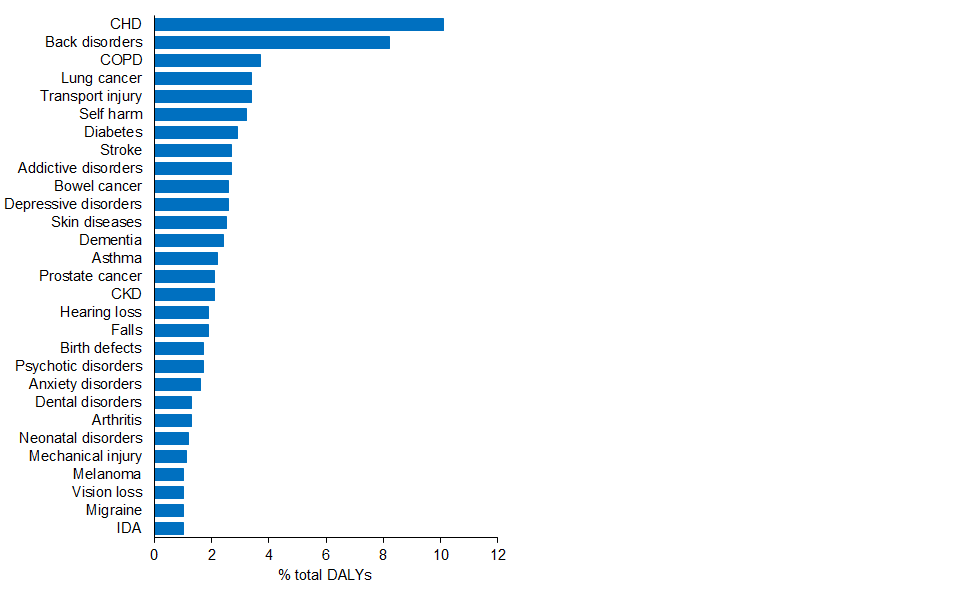 CHD
Back disorders
COPD
Lung cancer
Transport injury
Self harm
Diabetes
Stroke
Addictive disorders
Bowel cancer
Depressive disorders
Skin diseases
Dementia
Asthma
Prostate cancer
CKD
Hearing loss
Falls
Birth defects
Psychotic disorders
Anxiety disorders
Dental disorders
Arthritis
Neonatal disorders
Mechanical injury
Melanoma
Vision loss
Migraine
IDA
0 2 4 6 8 10 12
% total DALYs